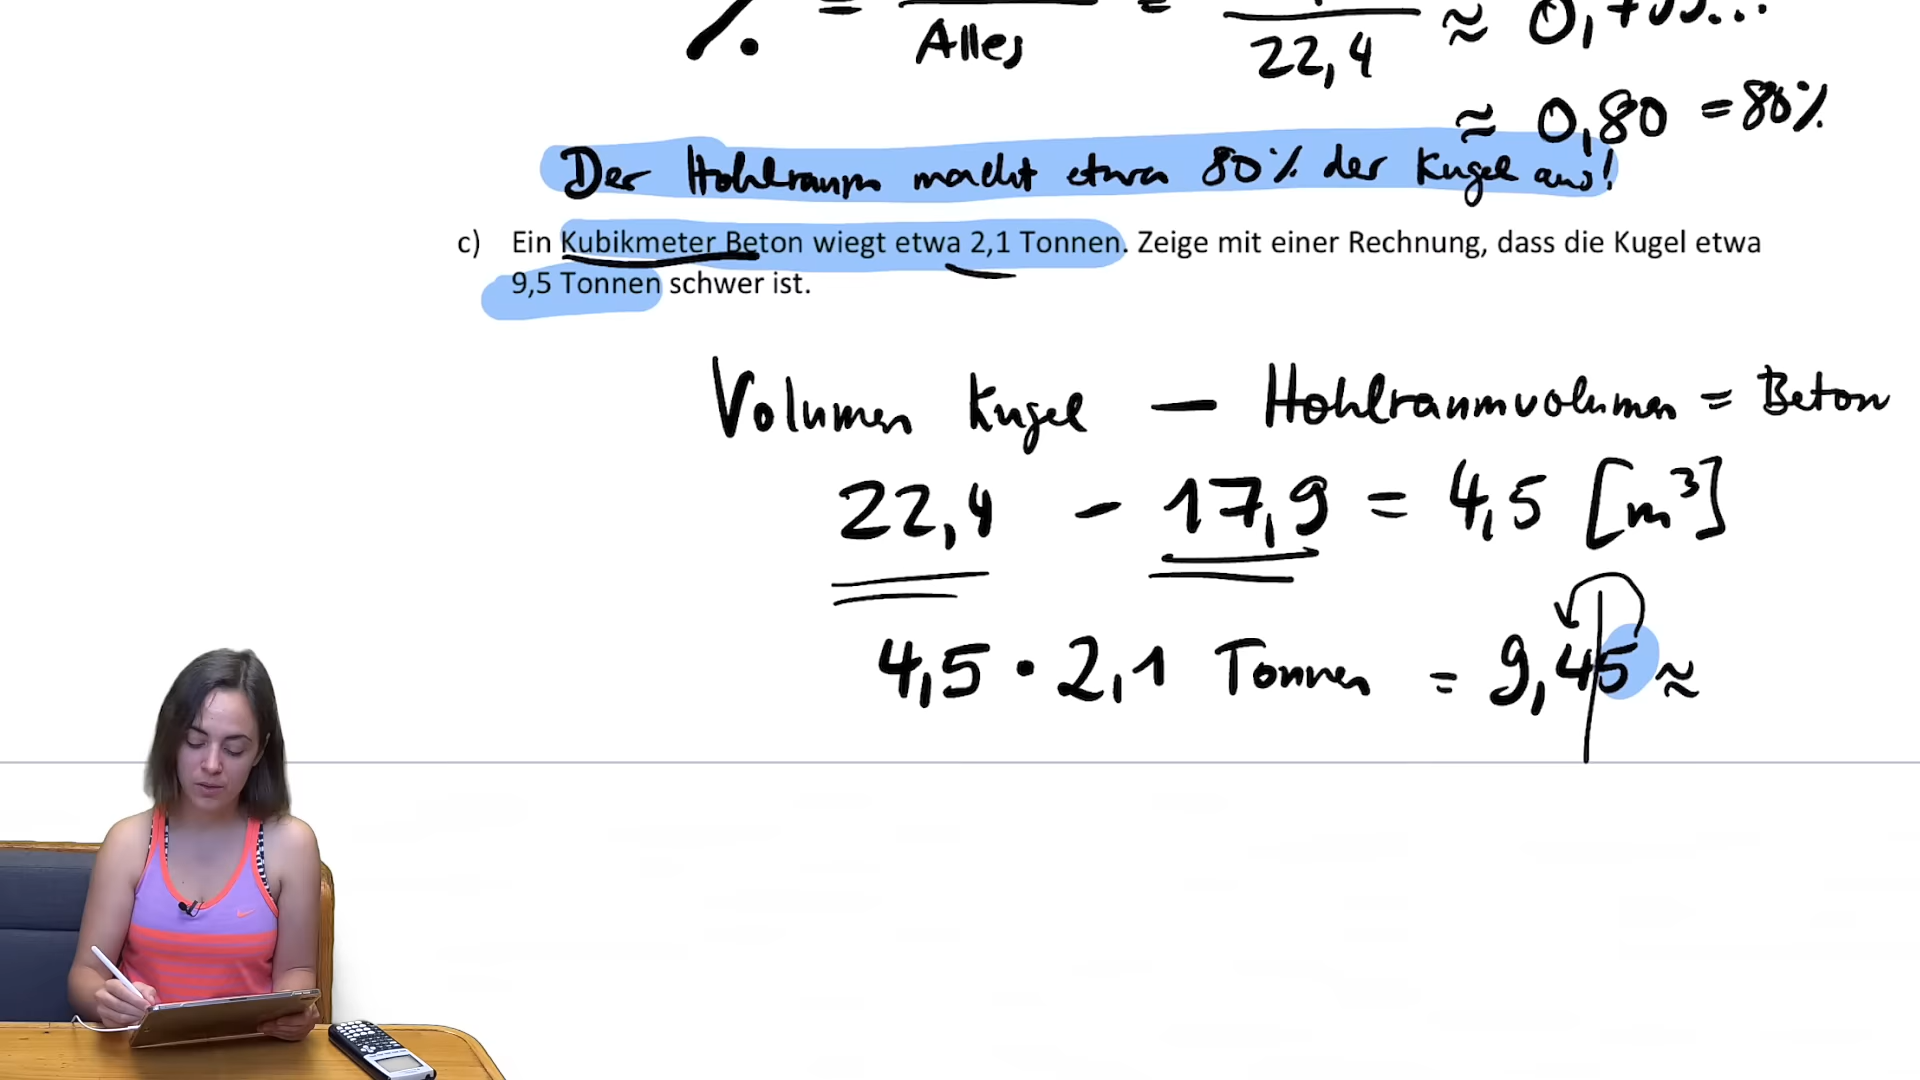 % = Alles = 22,4 ≈ 0,799...
≈ 0,80 = 80%
Der Hohlraum macht etwa 80% der Kugel aus!
c) Ein Kubikmeter Beton wiegt etwa 2,1 Tonnen. Zeige mit einer Rechnung, dass die Kugel etwa
9,5 Tonnen schwer ist.
Volumen Kugel – Hohlraumvolumen = Beton
22,4 - 17,9 = 4,5 [m³]
4,5 · 2,1 Tonnen = 9,45 ≈